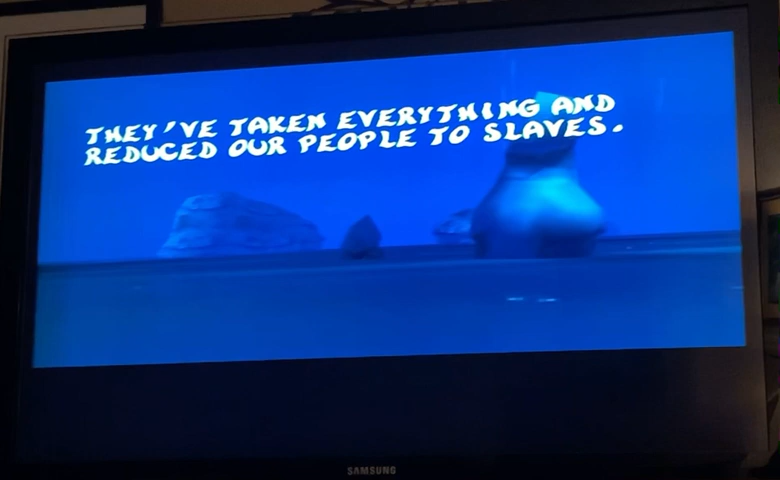 THEY'VE TAKEN EVERYTHING AND
REDUCED OUR PEOPLE TO SLAVES.
SAMSUNG